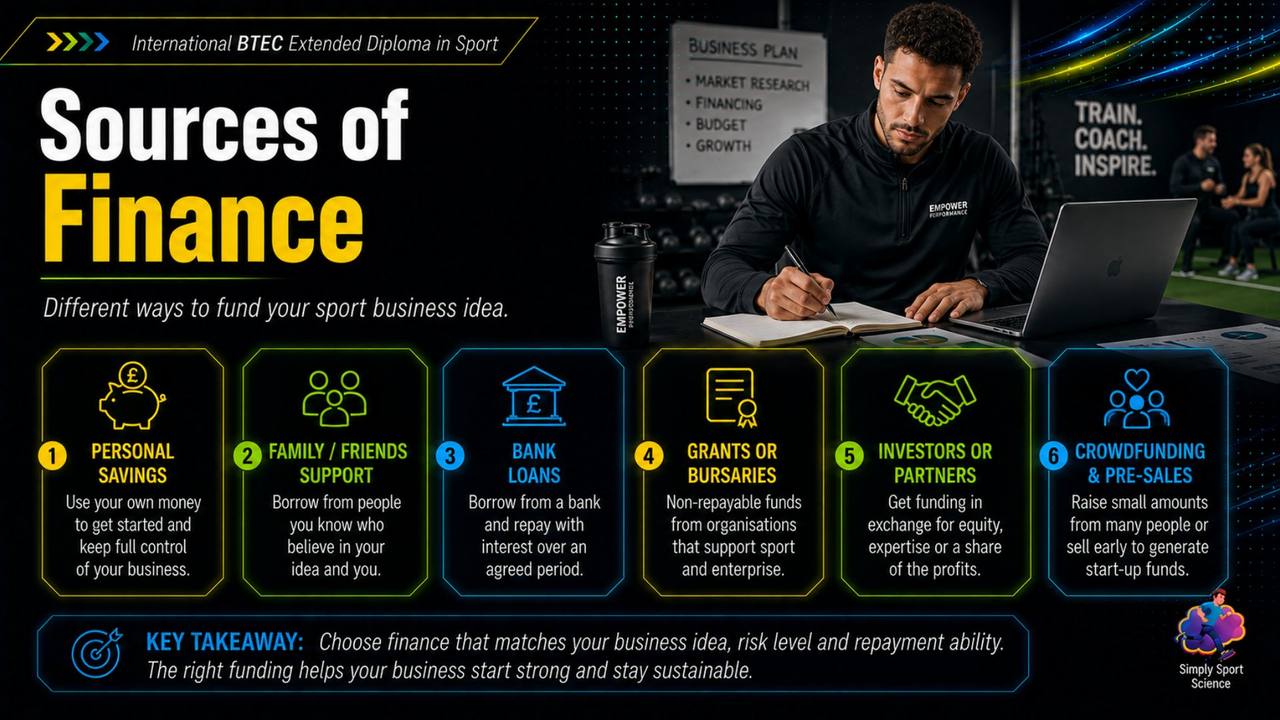 International BTEC Extended Diploma in Sport
Sources of
Finance
Different ways to fund your sport business idea.
BUSINESS PLAN
• MARKET RESEARCH
• FINANCING
• BUDGET
• GROWTH
TRAIN.
COACH.
INSPIRE.
EMPOWER
PERFORMANCE
EMPOWER
£
1
PERSONAL
SAVINGS
Use your own money
to get started and
keep full control
of your business.
2
FAMILY / FRIENDS
SUPPORT
Borrow from people
you know who
believe in your
idea and you.
£
3
BANK
LOANS
Borrow from a bank
and repay with
interest over an
agreed period.
4
GRANTS OR
BURSARIES
Non-repayable funds
from organisations
that support sport
and enterprise.
5
INVESTORS OR
PARTNERS
Get funding in
exchange for equity,
expertise or a share
of the profits.
6
CROWDFUNDING
& PRE-SALES
Raise small amounts
from many people or
sell early to generate
start-up funds.
KEY TAKEAWAY: Choose finance that matches your business idea, risk level and repayment ability.
The right funding helps your business start strong and stay sustainable.
Simply Sport
Science